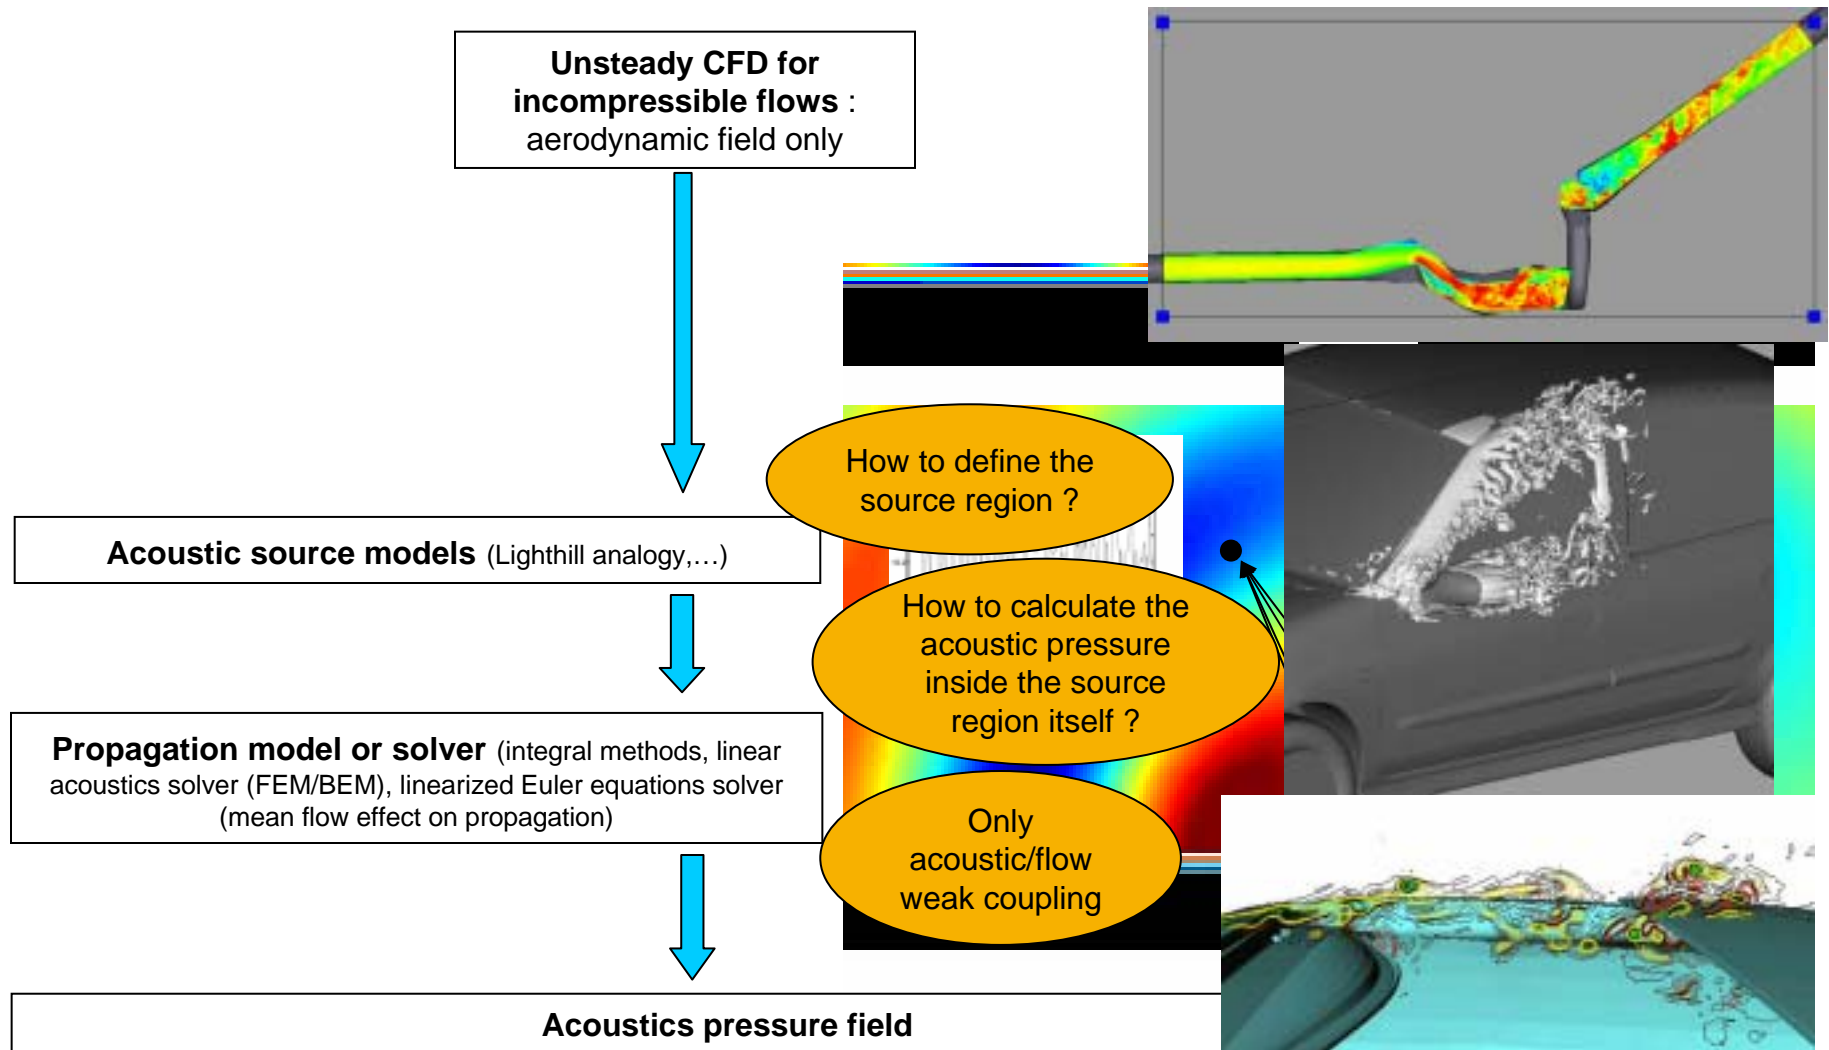 Unsteady CFD for
incompressible flows :
aerodynamic field only
How to define the
source region ?
Acoustic source models (Lighthill analogy,…)
How to calculate the
acoustic pressure
inside the source
region itself ?
Propagation model or solver (integral methods, linear
acoustics solver (FEM/BEM), linearized Euler equations solver
(mean flow effect on propagation)
Only
acoustic/flow
weak coupling
Acoustics pressure field